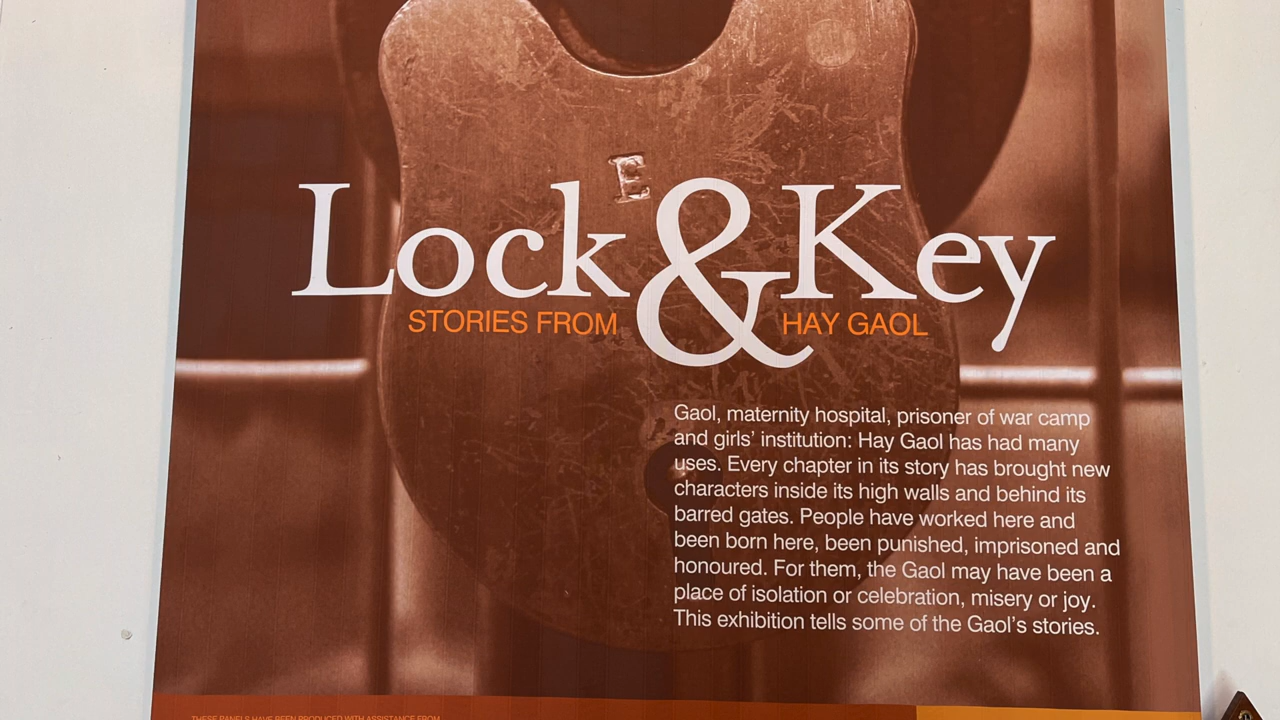 E
Lock & Key
STORIES FROM HAY GAOL
Gaol, maternity hospital, prisoner of war camp
and girls' institution: Hay Gaol has had many
uses. Every chapter in its story has brought new
characters inside its high walls and behind its
barred gates. People have worked here and
been born here, been punished, imprisoned and
honoured. For them, the Gaol may have been a
place of isolation or celebration, misery or joy.
This exhibition tells some of the Gaol's stories.
THESE PANELS HAVE BEEN PRODUCED WITH ASSISTANCE FROM